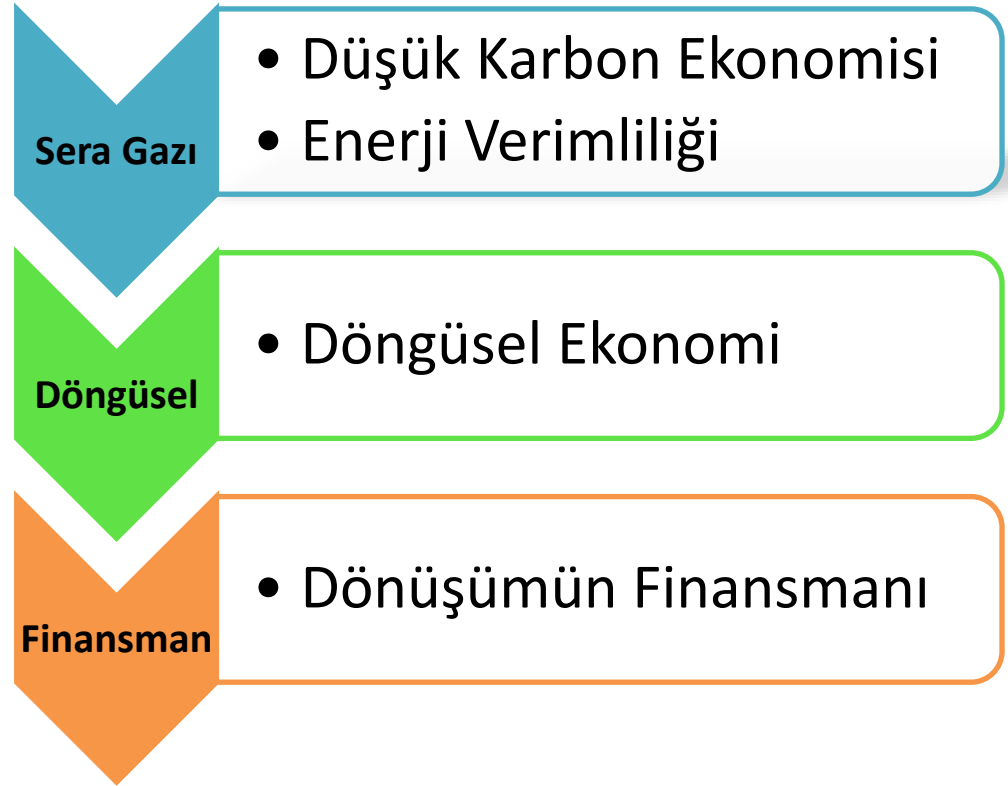 Sera Gazı
• Düşük Karbon Ekonomisi
• Enerji Verimliliği
Döngüsel
• Döngüsel Ekonomi
Finansman
• Dönüşümün Finansmanı